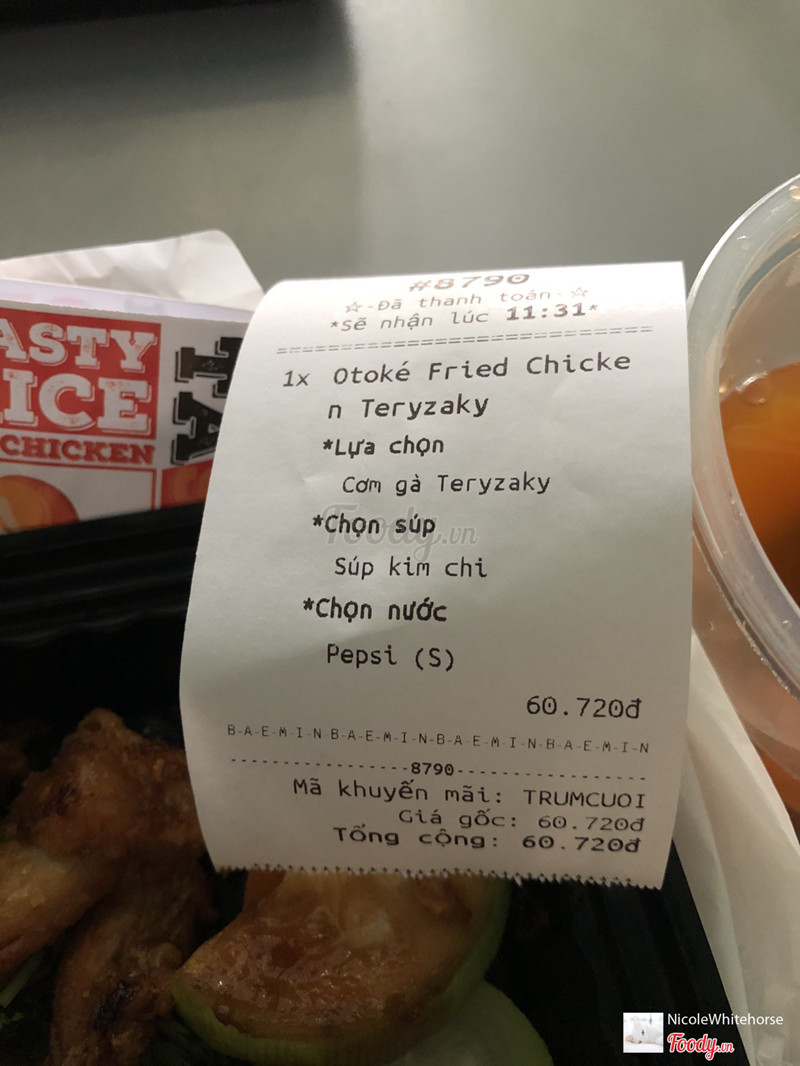 #8790
☆-Đã thanh toán-☆
*Sẽ nhận lúc 11:31*
===========================
1x Otoké Fried Chicke
n Teryzaky
*Lựa chọn
Cơm gà Teryzaky
*Chọn súp
Súp kim chi
*Chọn nước
Pepsi (S)
60.720đ
B-A-E-M-I-N-B-A-E-M-I-N-B-A-E-M-I-N-B-A-E-M-I-N
-----------------8790-----------------
Mã khuyến mãi: TRUMCUOI
Giá gốc: 60.720đ
Tổng cộng: 60.720đ
ASTY
ICE
CHICKEN
TA
Foody.vn
NicoleWhitehorse
Foody.vn